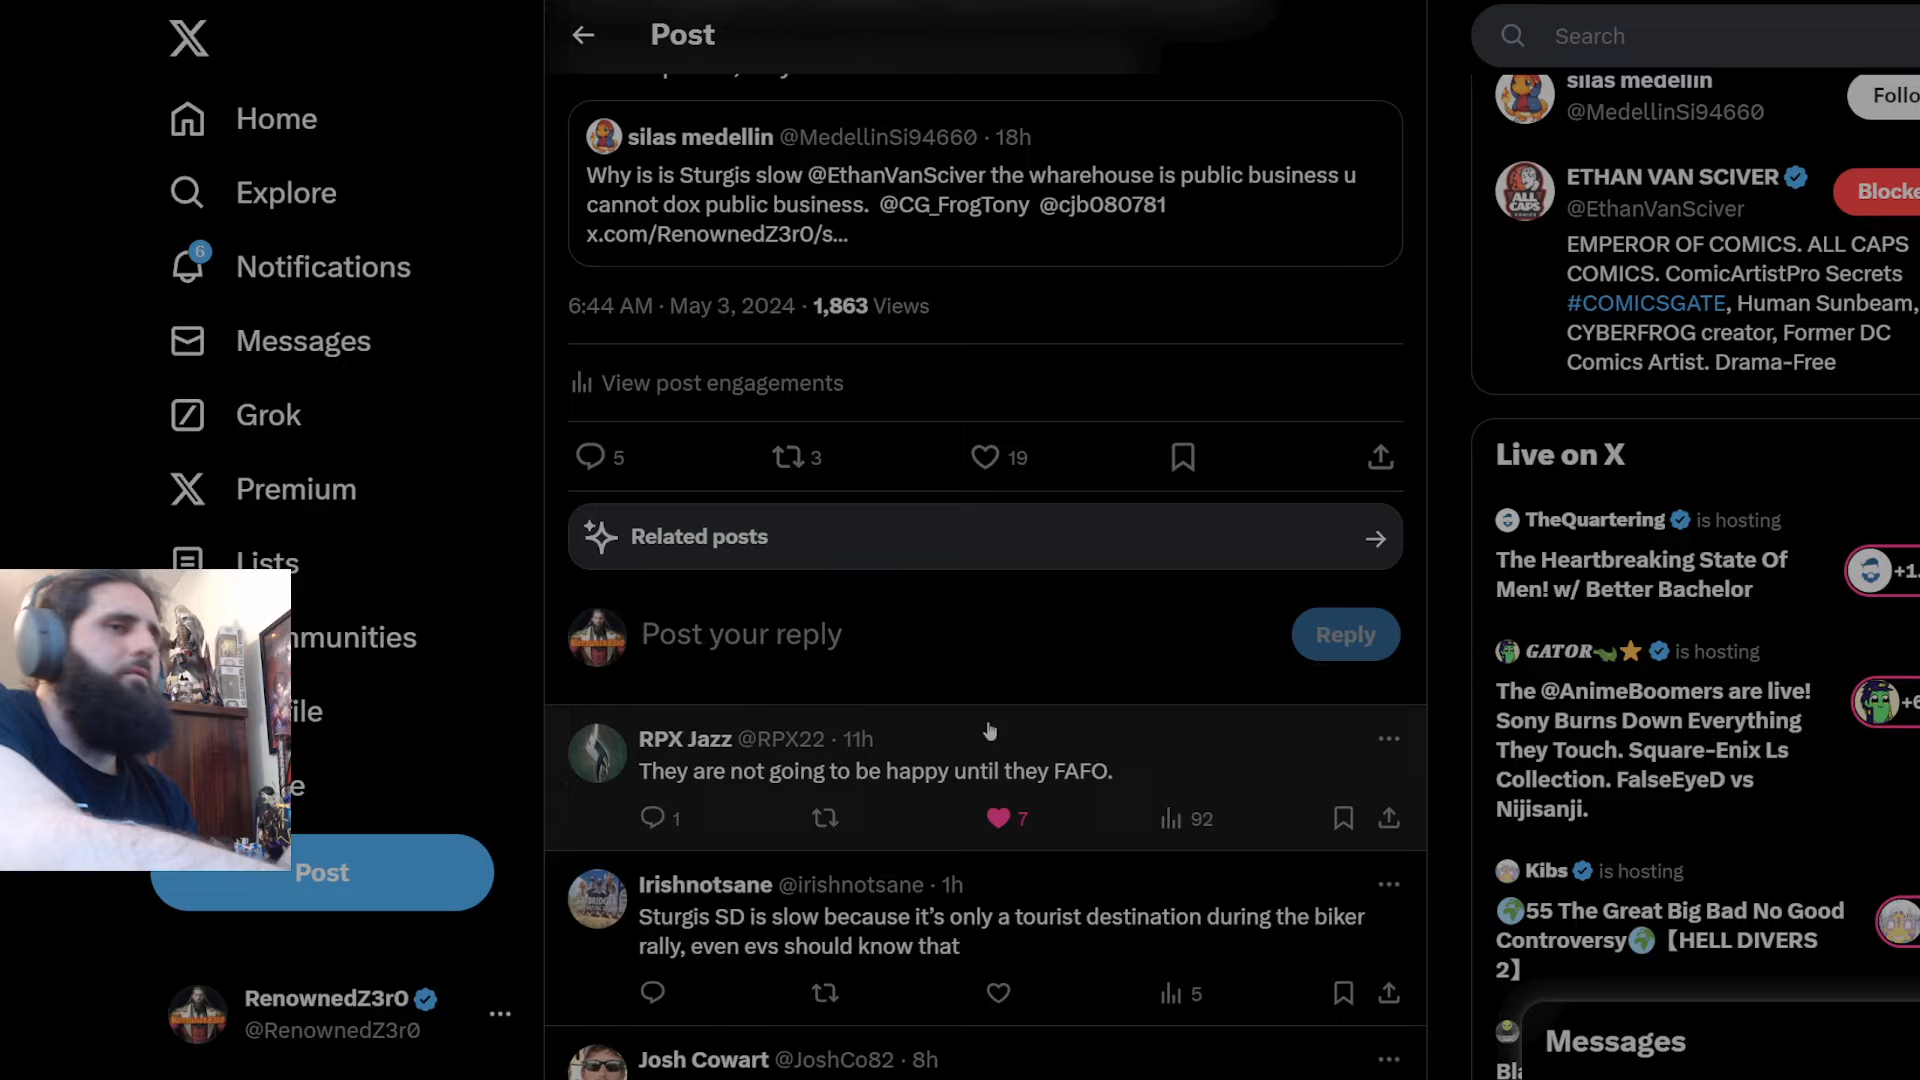 Home
Explore
6
Notifications
Messages
Grok
Premium
Lists
mmunities
ile
e
Post
RenownedZ3r0
@RenownedZ3r0
Post
silas medellin @MedellinSi94660 · 18h
Why is is Sturgis slow @EthanVanSciver the wharehouse is public business u
cannot dox public business. @CG_FrogTony @cjb080781
x.com/RenownedZ3r0/s...
6:44 AM · May 3, 2024 · 1,863 Views
View post engagements
5 3 19
Related posts
Post your reply
Reply
RPX Jazz @RPX22 · 11h
They are not going to be happy until they FAFO.
1 7 92
Irishnotsane @irishnotsane · 1h
Sturgis SD is slow because it’s only a tourist destination during the biker
rally, even evs should know that
5
Josh Cowart @JoshCo82 · 8h
Search
silas medellin
@MedellinSi94660
Follo
ALL CAPS COMICS
ETHAN VAN SCIVER
@EthanVanSciver
Blocke
EMPEROR OF COMICS. ALL CAPS
COMICS. ComicArtistPro Secrets
#COMICSGATE, Human Sunbeam,
CYBERFROG creator, Former DC
Comics Artist. Drama-Free
Live on X
TheQuartering is hosting
The Heartbreaking State Of
Men! w/ Better Bachelor
+1.
GATOR is hosting
The @AnimeBoomers are live!
Sony Burns Down Everything
They Touch. Square-Enix Ls
Collection. FalseEyeD vs
Nijisanji.
+6
Kibs is hosting
55 The Great Big Bad No Good
Controversy【HELL DIVERS
2】
Messages